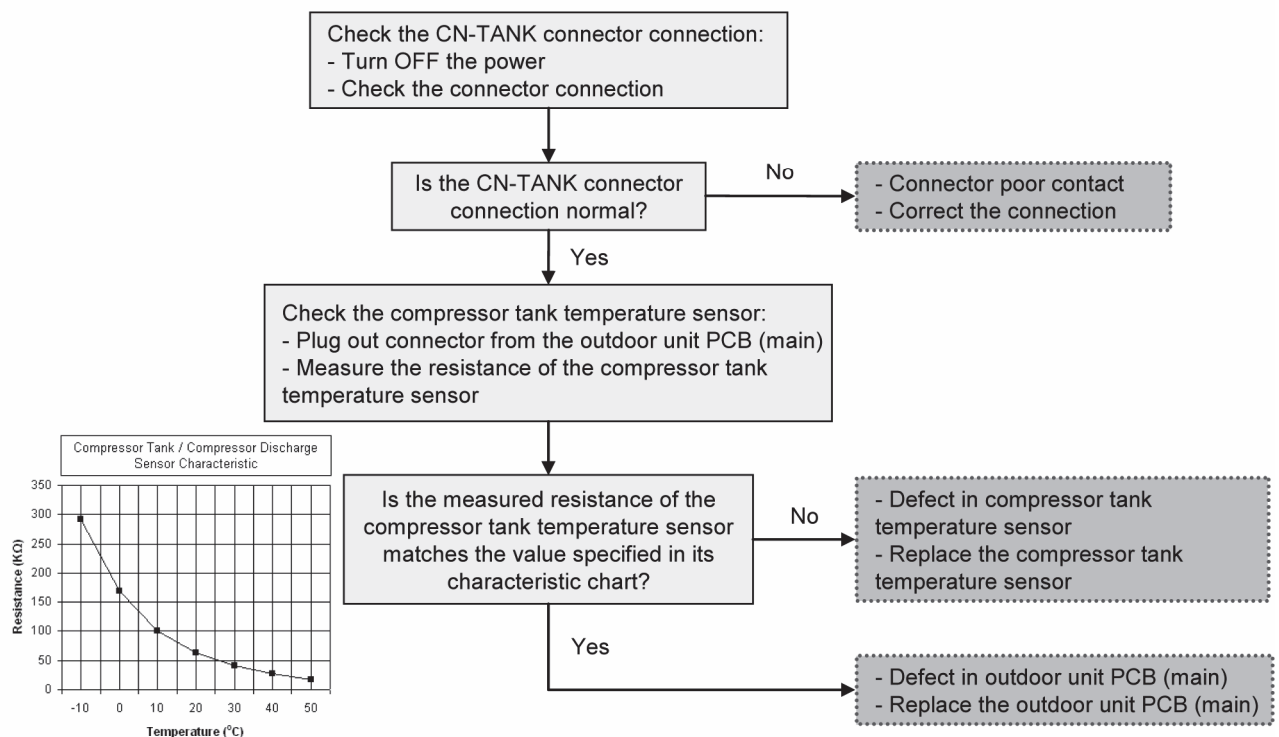 Check the CN-TANK connector connection:
- Turn OFF the power
- Check the connector connection
Is the CN-TANK connector
connection normal?
No
- Connector poor contact
- Correct the connection
Yes
Check the compressor tank temperature sensor:
- Plug out connector from the outdoor unit PCB (main)
- Measure the resistance of the compressor tank
temperature sensor
Compressor Tank / Compressor Discharge
Sensor Characteristic
350
300
250
200
150
100
50
0
Resistance (KΩ)
-10 0 10 20 30 40 50
Temperature (°C)
Is the measured resistance of the
compressor tank temperature sensor
matches the value specified in its
characteristic chart?
No
- Defect in compressor tank
temperature sensor
- Replace the compressor tank
temperature sensor
Yes
- Defect in outdoor unit PCB (main)
- Replace the outdoor unit PCB (main)